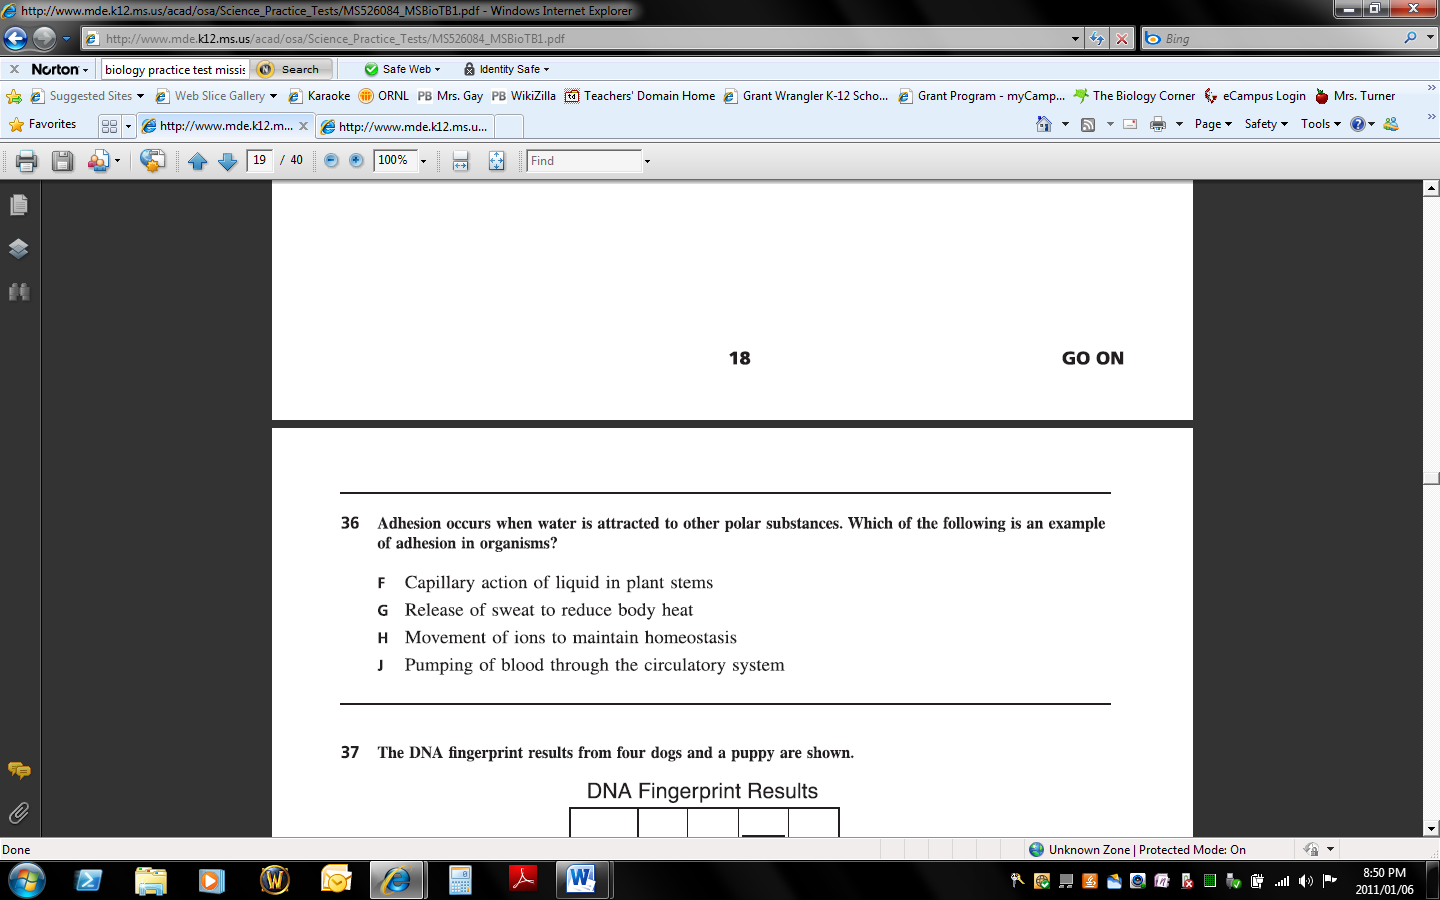 http://www.mde.k12.ms.us/acad/osa/Science_Practice_Tests/MS526084_MSBioTB1.pdf - Windows Internet Explorer
http://www.mde.k12.ms.us/acad/osa/Science_Practice_Tests/MS526084_MSBioTB1.pdf
Bing
x Norton biology practice test missis Search Safe Web Identity Safe
Suggested Sites Web Slice Gallery Karaoke ORNL PB Mrs. Gay PB WikiZilla td Teachers' Domain Home Grant Wrangler K-12 Scho... Grant Program - myCamp... The Biology Corner eCampus Login Mrs. Turner
Favorites http://www.mde.k12.m... x http://www.mde.k12.ms.u... Page Safety Tools
19 / 40 100% Find
18 GO ON
36 Adhesion occurs when water is attracted to other polar substances. Which of the following is an example
of adhesion in organisms?
F Capillary action of liquid in plant stems
G Release of sweat to reduce body heat
H Movement of ions to maintain homeostasis
J Pumping of blood through the circulatory system
37 The DNA fingerprint results from four dogs and a puppy are shown.
DNA Fingerprint Results
Done Unknown Zone | Protected Mode: On
8:50 PM
2011/01/06